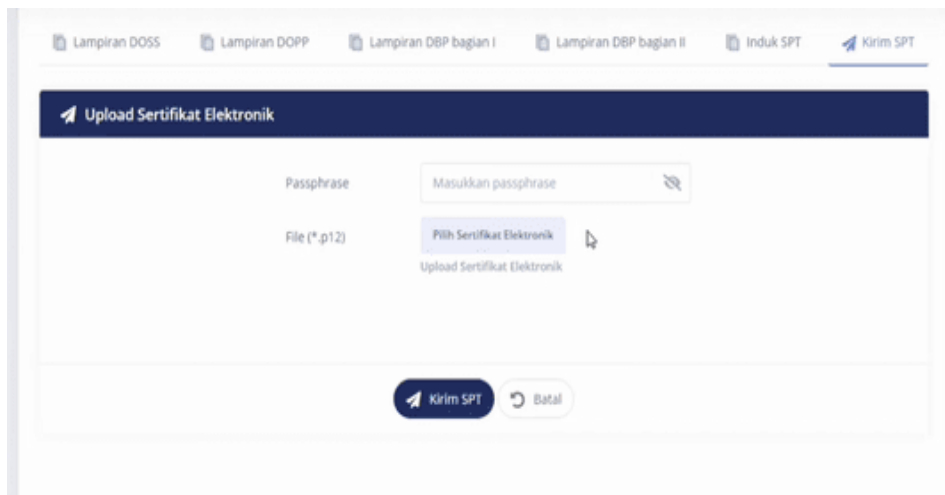 Lampiran DOSS Lampiran DOPP Lampiran DBP bagian I Lampiran DBP bagian II Induk SPT Kirim SPT
Upload Sertifikat Elektronik
Passphrase Masukkan passphrase
File (*.p12) Pilih Sertifikat Elektronik
Upload Sertifikat Elektronik
Kirim SPT Batal